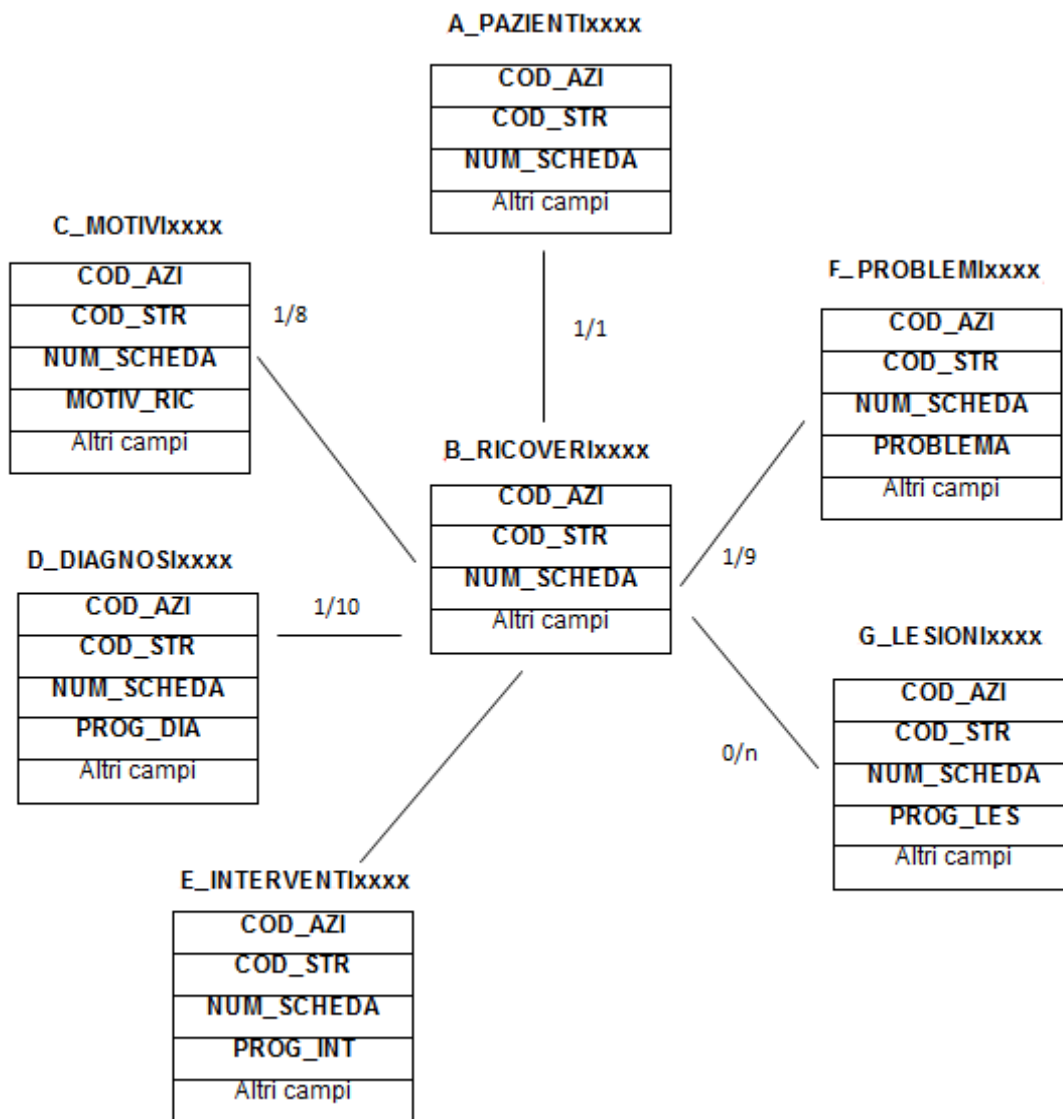 A_PAZIENTIxxxx
COD_AZI
COD_STR
NUM_SCHEDA
Altri campi
C_MOTIVIxxxx
COD_AZI
COD_STR
NUM_SCHEDA
MOTIV_RIC
Altri campi
1/8
1/1
F_PROBLEMIxxxx
COD_AZI
COD_STR
NUM_SCHEDA
PROBLEMA
Altri campi
1/9
B_RICOVERIxxxx
COD_AZI
COD_STR
NUM_SCHEDA
Altri campi
D_DIAGNOSIxxxx
COD_AZI
COD_STR
NUM_SCHEDA
PROG_DIA
Altri campi
1/10
G_LESIONIxxxx
COD_AZI
COD_STR
NUM_SCHEDA
PROG_LES
Altri campi
0/n
E_INTERVENTIxxxx
COD_AZI
COD_STR
NUM_SCHEDA
PROG_INT
Altri campi